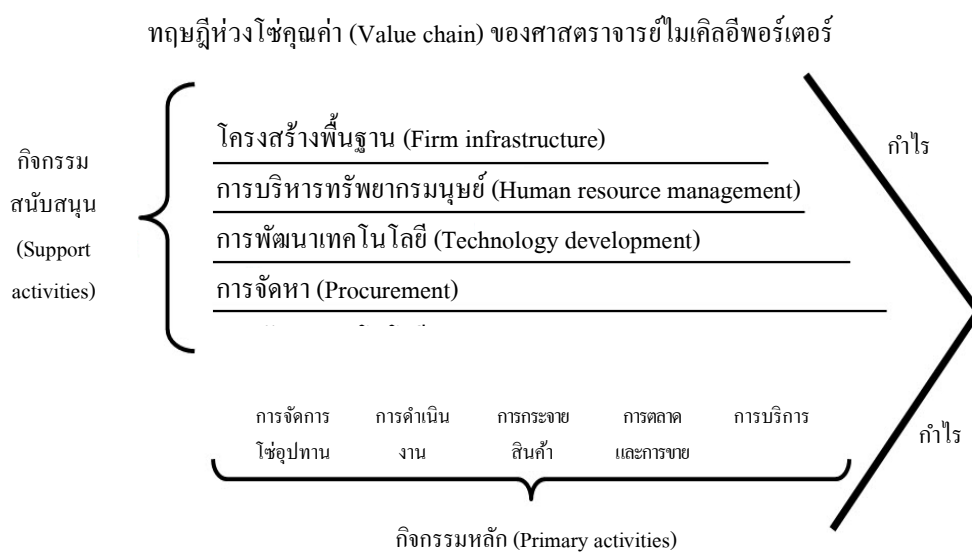 ทฤษฎีห่วงโซ่คุณค่า (Value chain) ของศาสตราจารย์ไมเคิลอีพอร์เตอร์
กิจกรรม
สนับสนุน
(Support
activities)
โครงสร้างพื้นฐาน (Firm infrastructure)
การบริหารทรัพยากรมนุษย์ (Human resource management)
การพัฒนาเทคโนโลยี (Technology development)
การจัดหา (Procurement)
กำไร
การจัดการ
โซ่อุปทาน
การดำเนิน
งาน
การกระจาย
สินค้า
การตลาด
และการขาย
การบริการ
กำไร
กิจกรรมหลัก (Primary activities)